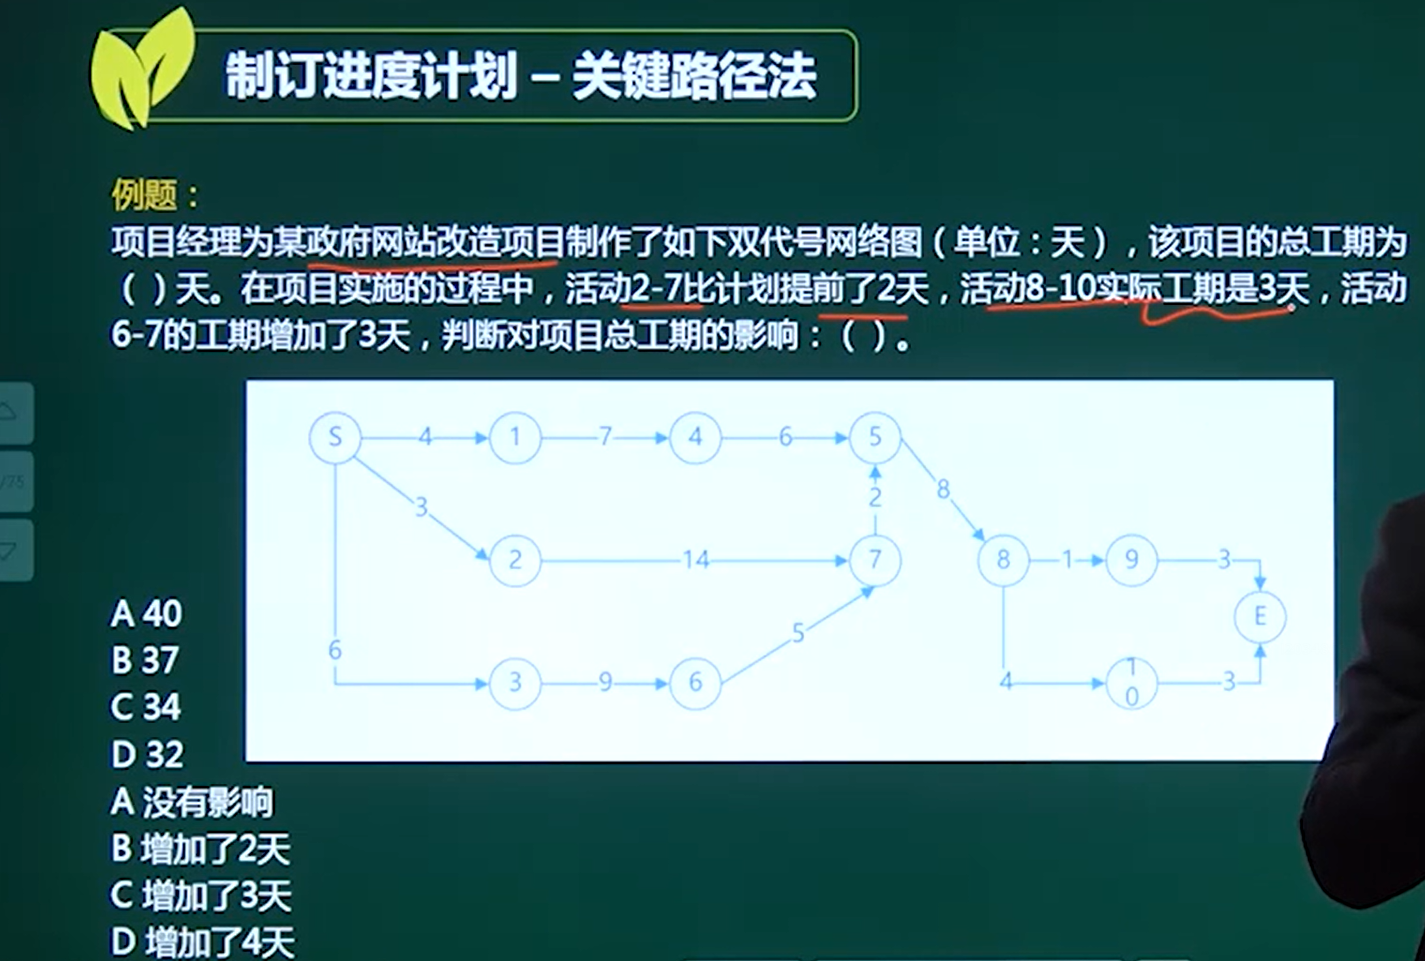 制订进度计划 – 关键路径法
例题：
项目经理为某政府网站改造项目制作了如下双代号网络图（单位：天），该项目的总工期为
（ ）天。在项目实施的过程中，活动2-7比计划提前了2天，活动8-10实际工期是3天，活动
6-7的工期增加了3天，判断对项目总工期的影响：（ ）。
S 4 1 7 4 6 5
3
2
8
2 14 7 8 1 9 3
E
5
6
3 9 6 4 10 3
A 40
B 37
C 34
D 32
A 没有影响
B 增加了2天
C 增加了3天
D 增加了4天
/75